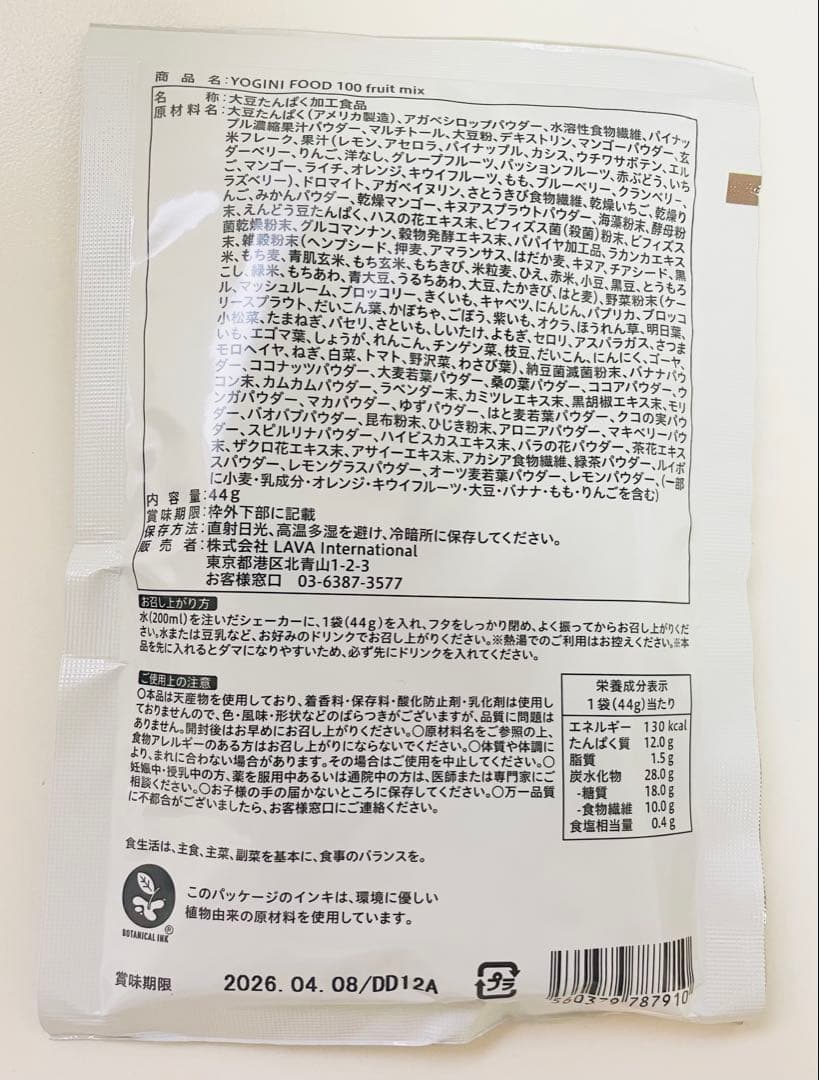 商品名:YOGINI FOOD 100 fruit mix
名称:大豆たんぱく加工食品
原材料名:大豆たんぱく(アメリカ製造)、アガベシロップパウダー、水溶性食物繊維、パイナッ
プル濃縮果汁パウダー、マルチトール、大豆粉、デキストリン、マンゴーパウダー、玄
米フレーク、果汁(レモン、アセロラ、パイナップル、カシス、ウチワサボテン、エル
ダーベリー、りんご、洋なし、グレープフルーツ、パッションフルーツ、赤ぶどう、いち
ご、マンゴー、ライチ、オレンジ、キウイフルーツ、もも、ブルーベリー、クランベリー、
ラズベリー)、ドロマイト、アガベイヌリン、さとうきび食物繊維、乾燥いちご、乾燥り
んご、みかんパウダー、乾燥マンゴー、キヌアスプラウトパウダー、海藻粉末、酵母粉
末、えんどう豆たんぱく、ハスの花エキス末、ビフィズス菌(殺菌)粉末、ビフィズス
菌乾燥粉末、グルコマンナン、穀物発酵エキス末、パパイヤ加工品、ラカンカエキス
末、雑穀粉末(ヘンプシード、押麦、アマランサス、はだか麦、キヌア、チアシード、黒
米、もち麦、青肌玄米、もち玄米、もちきび、米粒麦、ひえ、赤米、小豆、黒豆、とうもろ
こし、緑米、もちあわ、青大豆、うるちあわ、大豆、たかきび、はと麦)、野菜粉末(ケー
ル、マッシュルーム、ブロッコリー、きくいも、キャベツ、にんじん、パプリカ、ブロッコ
リースプラウト、だいこん葉、かぼちゃ、ごぼう、紫いも、オクラ、ほうれん草、明日葉、
小松菜、たまねぎ、パセリ、さといも、しいたけ、よもぎ、セロリ、アスパラガス、さつま
いも、エゴマ葉、しょうが、れんこん、チンゲン菜、枝豆、だいこん、にんにく、ゴーヤ、
モロヘイヤ、ねぎ、白菜、トマト、野沢菜、わさび葉)、納豆菌滅菌粉末、バナナパウ
ダー、ココナッツパウダー、大麦若葉パウダー、桑の葉パウダー、ココアパウダー、ウ
コン末、カムカムパウダー、ラベンダー末、カミツレエキス末、黒胡椒エキス末、モリ
ンガパウダー、マカパウダー、ゆずパウダー、はと麦若葉パウダー、クコの実パウ
ダー、バオバブパウダー、昆布粉末、ひじき粉末、アロニアパウダー、マキベリーパウ
ダー、スピルリナパウダー、ハイビスカスエキス末、バラの花パウダー、茶花エキス
末、ザクロ花エキス末、アサイーエキス末、アカシア食物繊維、緑茶パウダー、ルイボ
スパウダー、レモングラスパウダー、オーツ麦若葉パウダー、レモンパウダー、(一部
に小麦・乳成分・オレンジ・キウイフルーツ・大豆・バナナ・もも・りんごを含む)
内容量:44g
賞味期限:枠外下部に記載
保存方法:直射日光、高温多湿を避け、冷暗所に保存してください。
販売者:株式会社 LAVA International
東京都港区北青山1-2-3
お客様窓口 03-6387-3577
お召し上がり方
水(200ml)を注いだシェーカーに、1袋(44g)を入れ、フタをしっかり閉め、よく振ってからお召し上がりくだ
さい。水または豆乳など、お好みのドリンクでお召し上がりください。※熱湯でのご利用はお控えください。※本
品を先に入れるとダマになりやすいため、必ず先にドリンクを入れてください。
ご使用上の注意
〇本品は天産物を使用しており、着香料・保存料・酸化防止剤・乳化剤は使用し
ておりませんので、色・風味・形状などのばらつきがございますが、品質に問題は
ありません。開封後はお早めにお召し上がりください。〇原材料名をご参照の上、
食物アレルギーのある方はお召し上がりにならないでください。〇体質や体調に
より、まれに合わない場合があります。その場合はご使用を中止してください。〇
妊娠中・授乳中の方、薬を服用中あるいは通院中の方は、医師または専門家にご
相談ください。〇お子様の手の届かないところに保存してください。〇万一品質
に不都合がございましたら、お客様窓口にご連絡ください。
栄養成分表示
1袋(44g)当たり
エネルギー 130kcal
たんぱく質 12.0g
脂質 1.5g
炭水化物 28.0g
-糖質 18.0g
-食物繊維 10.0g
食塩相当量 0.4g
食生活は、主食、主菜、副菜を基本に、食事のバランスを。
このパッケージのインキは、環境に優しい
植物由来の原材料を使用しています。
BOTANICAL INK®
賞味期限 2026.04.08/DD12A
プラ
560379 787910